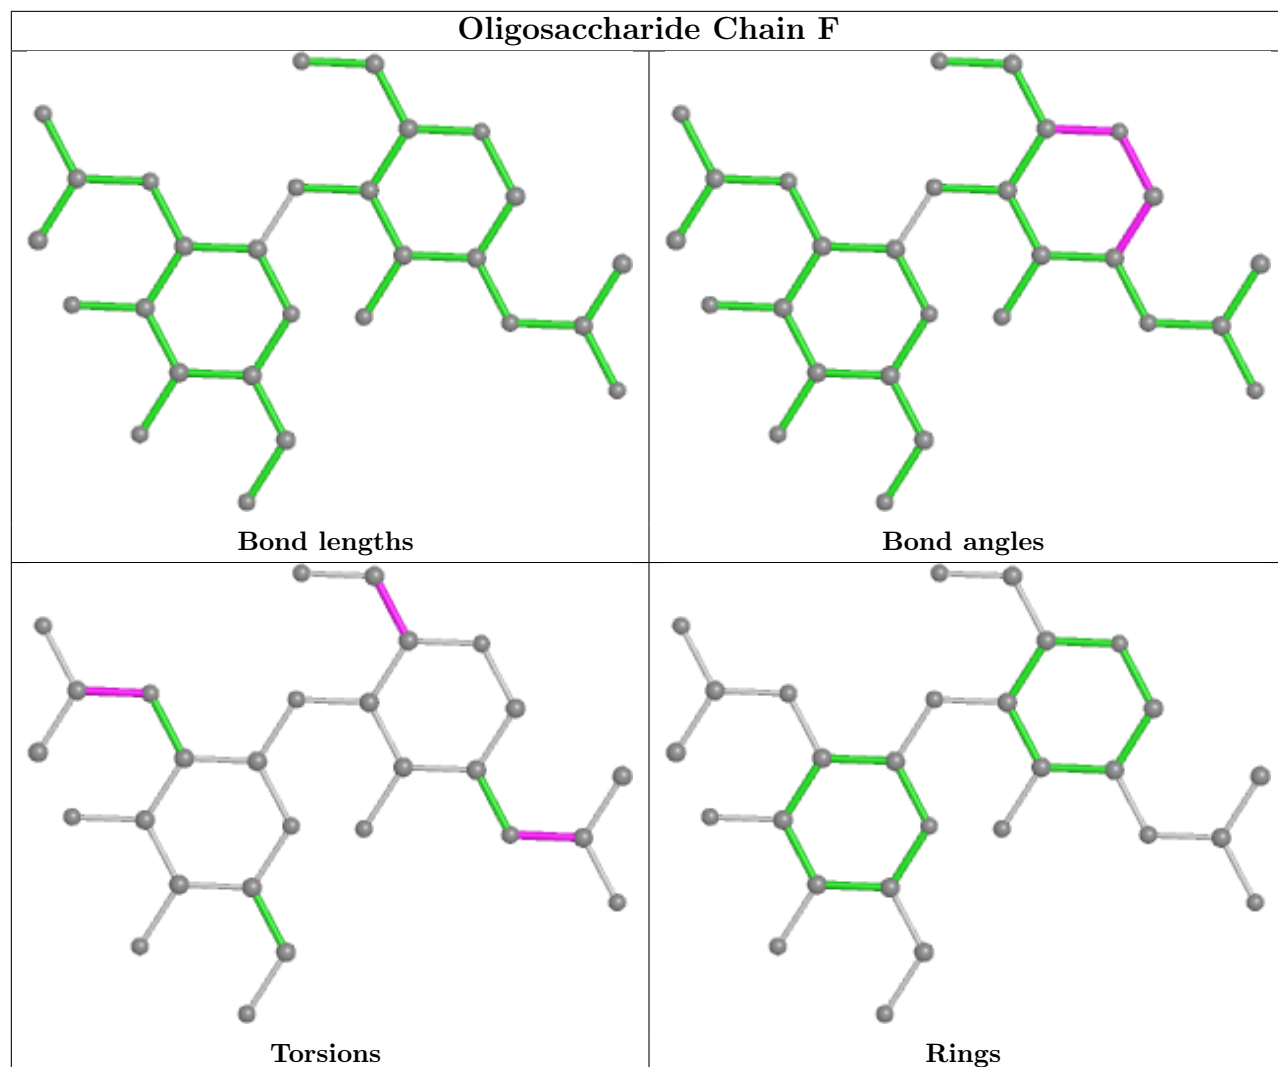 Oligosaccharide Chain F
Bond lengths
Bond angles
Torsions
Rings